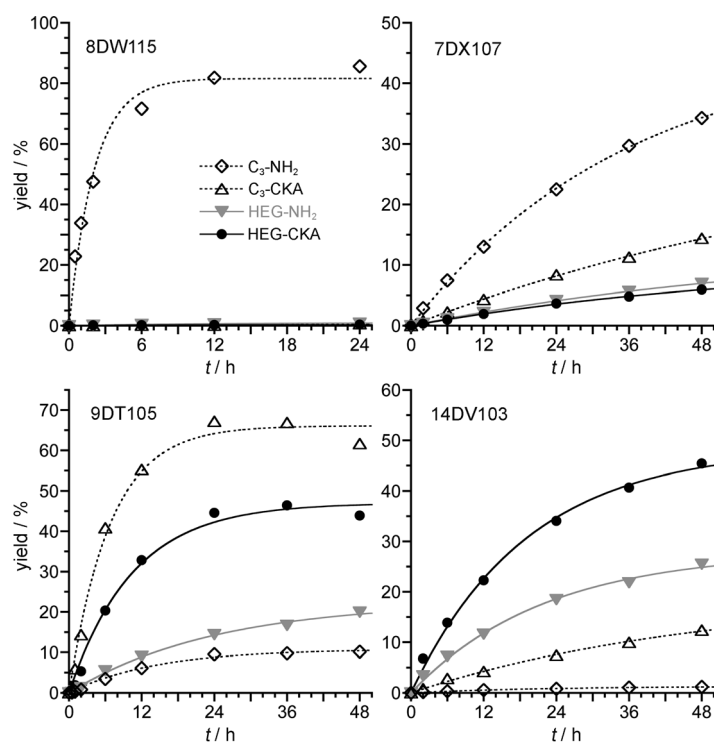 8DW115
yield / %
100
80
60
40
20
0
C₃-NH₂
C₃-CKA
HEG-NH₂
HEG-CKA
0 6 12 18 24
t / h
7DX107
50
40
30
20
10
0
0 12 24 36 48
t / h
9DT105
yield / %
70
60
50
40
30
20
10
0
0 12 24 36 48
t / h
14DV103
60
50
40
30
20
10
0
0 12 24 36 48
t / h